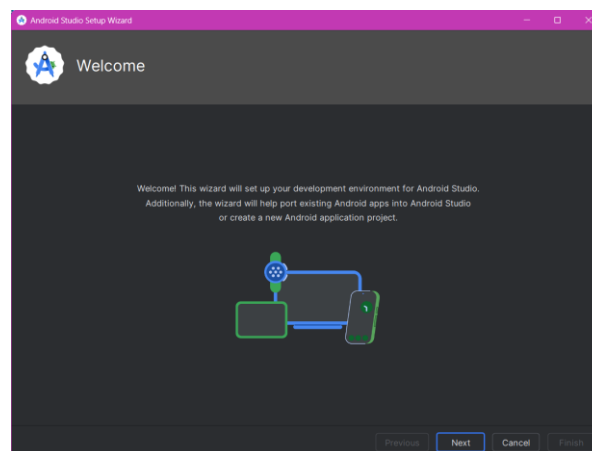 Android Studio Setup Wizard
Welcome
Welcome! This wizard will set up your development environment for Android Studio.
Additionally, the wizard will help port existing Android apps into Android Studio
or create a new Android application project.
Previous Next Cancel Finish